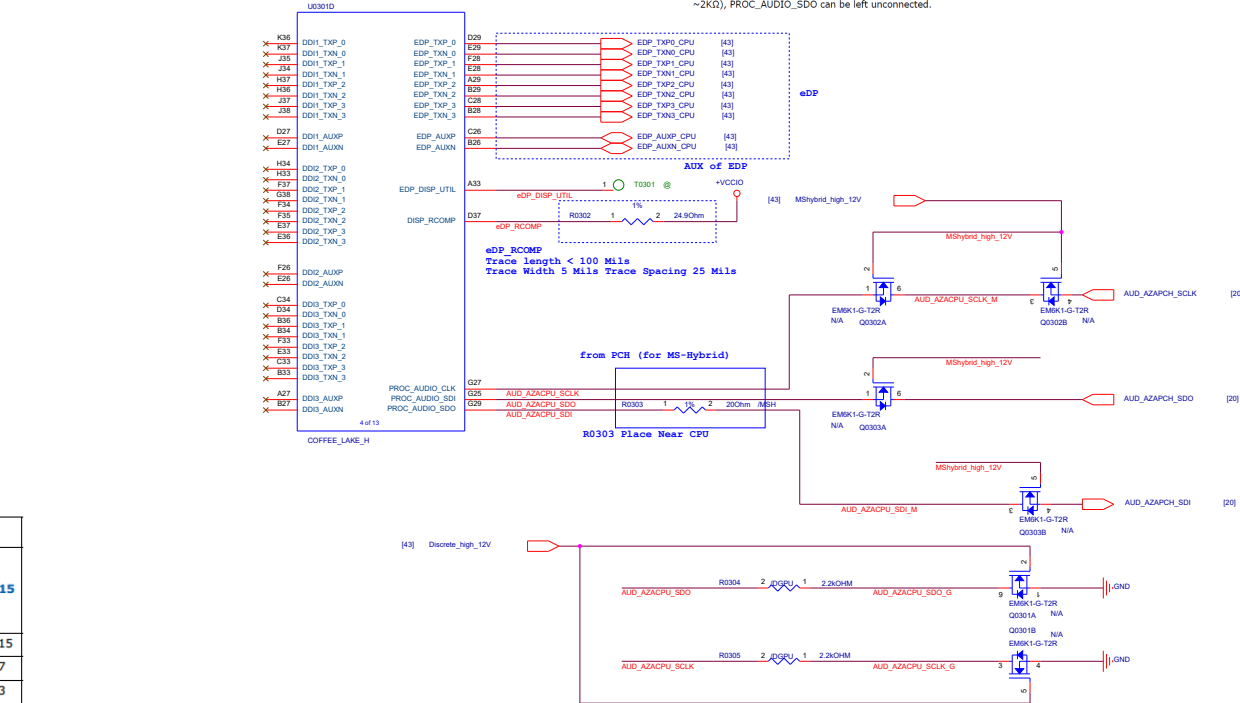 ~2KΩ), PROC_AUDIO_SDO can be left unconnected.
U0301D
K36 DDI1_TXP_0 EDP_TXP_0 D29 EDP_TXP0_CPU [43]
K37 DDI1_TXN_0 EDP_TXN_0 E29 EDP_TXN0_CPU [43]
J35 DDI1_TXP_1 EDP_TXP_1 F28 EDP_TXP1_CPU [43]
J34 DDI1_TXN_1 EDP_TXN_1 E28 EDP_TXN1_CPU [43]
H37 DDI1_TXP_2 EDP_TXP_2 A29 EDP_TXP2_CPU [43]
H36 DDI1_TXN_2 EDP_TXN_2 B29 EDP_TXN2_CPU [43]
J37 DDI1_TXP_3 EDP_TXP_3 C28 EDP_TXP3_CPU [43]
J38 DDI1_TXN_3 EDP_TXN_3 B28 EDP_TXN3_CPU [43]
eDP
D27 DDI1_AUXP EDP_AUXP C26 EDP_AUXP_CPU [43]
E27 DDI1_AUXN EDP_AUXN B26 EDP_AUXN_CPU [43]
AUX of EDP
H34 DDI2_TXP_0
H33 DDI2_TXN_0
F37 DDI2_TXP_1 EDP_DISP_UTIL A33 eDP_DISP_UTIL 1 T0301 @ +VCCIO
G38 DDI2_TXN_1
F34 DDI2_TXP_2
F35 DDI2_TXN_2 DISP_RCOMP D37 eDP_RCOMP R0302 1 1% 2 24.9Ohm
E37 DDI2_TXP_3
E36 DDI2_TXN_3
[43] MShybrid_high_12V
MShybrid_high_12V
eDP_RCOMP
Trace length < 100 Mils
Trace Width 5 Mils Trace Spacing 25 Mils
F26 DDI2_AUXP
E26 DDI2_AUXN
2 5
1 6 AUD_AZACPU_SCLK_M 3 4 AUD_AZAPCH_SCLK [20
EM6K1-G-T2R EM6K1-G-T2R
N/A Q0302A Q0302B N/A
C34 DDI3_TXP_0
D34 DDI3_TXN_0
B36 DDI3_TXP_1
B34 DDI3_TXN_1
F33 DDI3_TXP_2
E33 DDI3_TXN_2
C33 DDI3_TXP_3
B33 DDI3_TXN_3
from PCH (for MS-Hybrid)
MShybrid_high_12V
PROC_AUDIO_CLK G27 AUD_AZACPU_SCLK
A27 DDI3_AUXP PROC_AUDIO_SDI G25 AUD_AZACPU_SDO
B27 DDI3_AUXN PROC_AUDIO_SDO G29 AUD_AZACPU_SDI
R0303 1 1% 2 20Ohm /MSH
2
1 6 AUD_AZAPCH_SDO [20]
EM6K1-G-T2R
N/A Q0303A
4 of 13
COFFEE_LAKE_H
R0303 Place Near CPU
MShybrid_high_12V
5
AUD_AZACPU_SDI_M 3 4 AUD_AZAPCH_SDI [20]
EM6K1-G-T2R
Q0303B N/A
[43] Discrete_high_12V
2
AUD_AZACPU_SDO R0304 2 /DGPU 1 2.2kOHM AUD_AZACPU_SDO_G 6 1 GND
EM6K1-G-T2R
Q0301A N/A
Q0301B N/A
EM6K1-G-T2R
AUD_AZACPU_SCLK R0305 2 /DGPU 1 2.2kOHM AUD_AZACPU_SCLK_G 3 4 GND
5
15
15
7
3